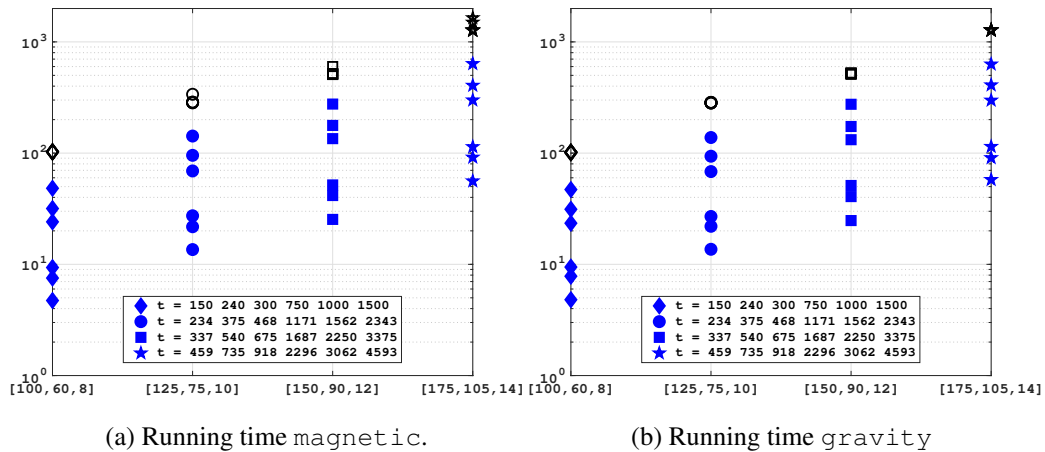 10^3
10^2
10^1
10^0
t = 150 240 300 750 1000 1500
t = 234 375 468 1171 1562 2343
t = 337 540 675 1687 2250 3375
t = 459 735 918 2296 3062 4593
[100,60,8] [125,75,10] [150,90,12] [175,105,14]
(a) Running time magnetic.
10^3
10^2
10^1
10^0
t = 150 240 300 750 1000 1500
t = 234 375 468 1171 1562 2343
t = 337 540 675 1687 2250 3375
t = 459 735 918 2296 3062 4593
[100,60,8] [125,75,10] [150,90,12] [175,105,14]
(b) Running time gravity